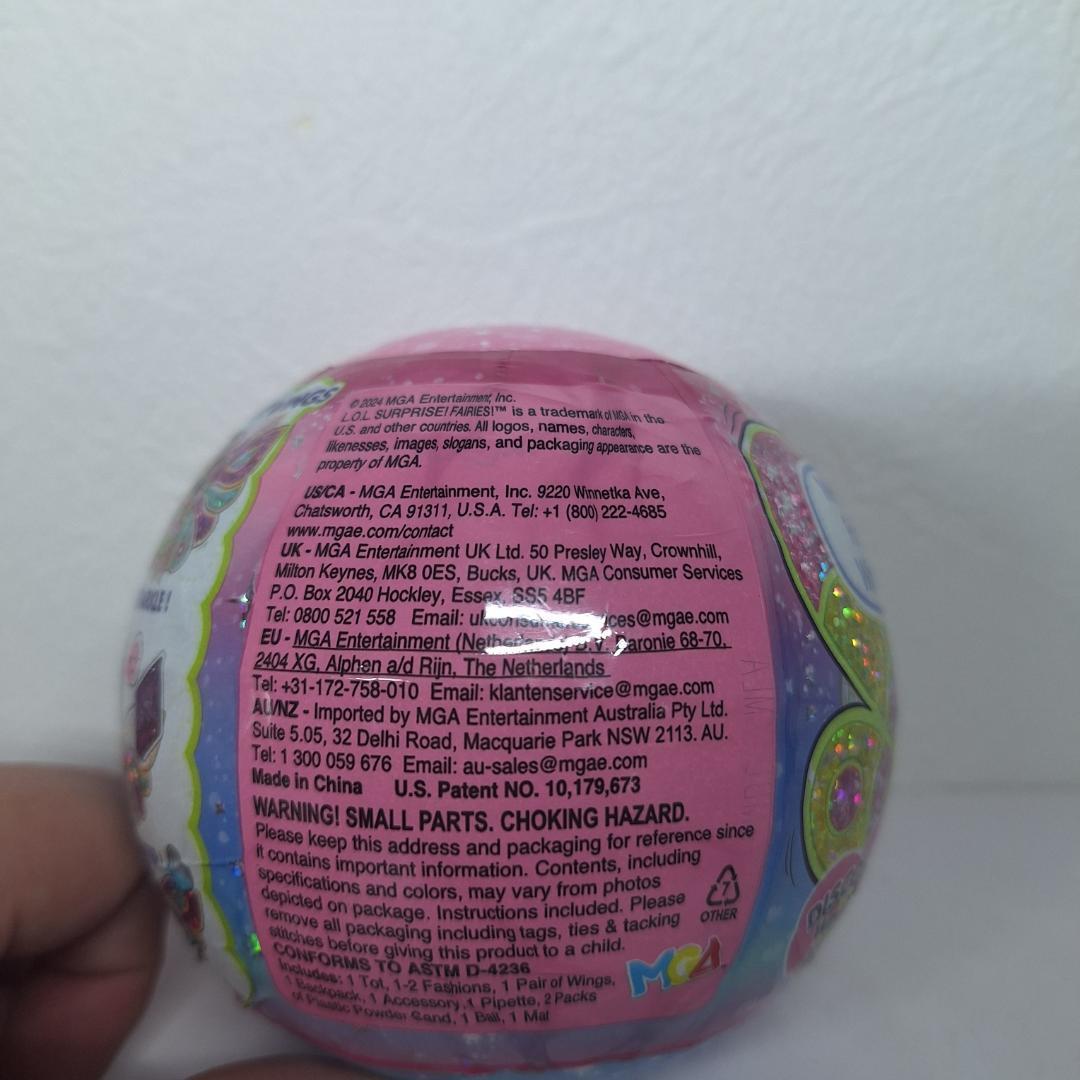 © 2024 MGA Entertainment, Inc.
L.O.L. SURPRISE! FAIRIES!™ is a trademark of MGA in the
U.S. and other countries. All logos, names, characters,
likenesses, images, slogans, and packaging appearance are the
property of MGA.
US/CA - MGA Entertainment, Inc. 9220 Winnetka Ave,
Chatsworth, CA 91311, U.S.A. Tel: +1 (800) 222-4685
www.mgae.com/contact
UK - MGA Entertainment UK Ltd. 50 Presley Way, Crownhill,
Milton Keynes, MK8 0ES, Bucks, UK. MGA Consumer Services
P.O. Box 2040 Hockley, Essex, SS5 4BF
Tel: 0800 521 558 Email:
EU - MGA Entertainment B.V. Baronie 68-70,
2404 XG, Alphen a/d Rijn, The Netherlands
Tel: +31-172-758-010 Email: klantenservice@mgae.com
AU/NZ - Imported by MGA Entertainment Australia Pty Ltd.
Suite 5.05, 32 Delhi Road, Macquarie Park NSW 2113. AU.
Tel: 1 300 059 676 Email: au-sales@mgae.com
Made in China U.S. Patent NO. 10,179,673
WARNING! SMALL PARTS. CHOKING HAZARD.
Please keep this address and packaging for reference since
it contains important information. Contents, including
specifications and colors, may vary from photos
depicted on package. Instructions included. Please
remove all packaging including tags, ties & tacking
stitches before giving this product to a child.
CONFORMS TO ASTM D-4236
Includes: 1 Tot, 1-2 Fashions, 1 Pair of Wings,
1 Backpack, 1 Accessory, 1 Pipette, 2 Packs
of Plastic Powder Sand, 1 Ball, 1 Mat
7
OTHER
MGA